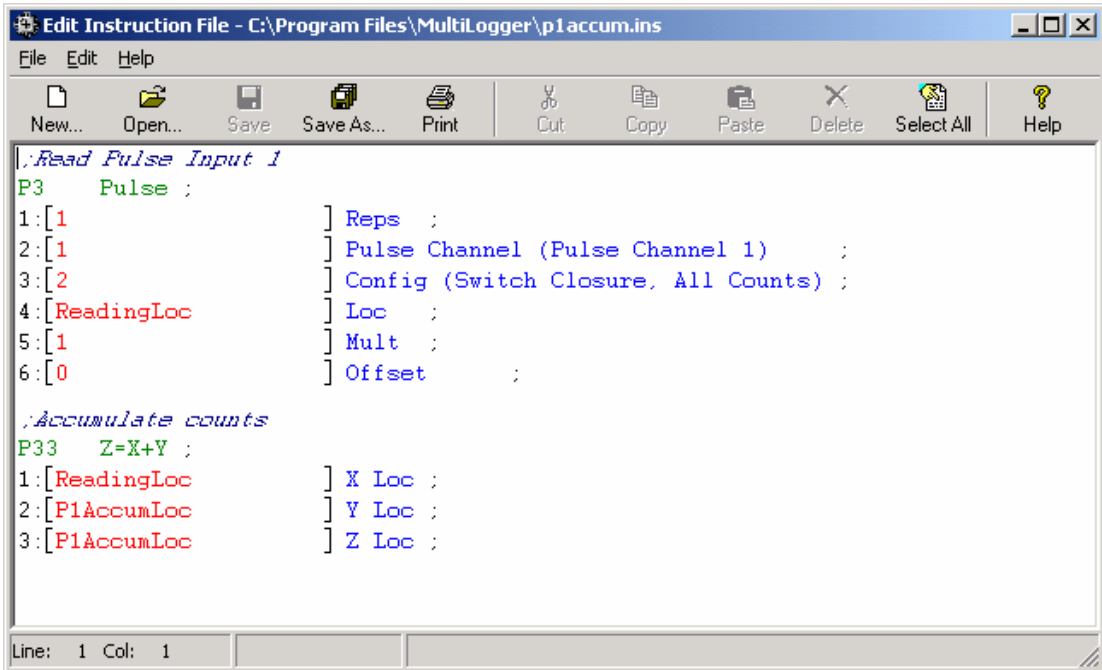 Edit Instruction File - C:\Program Files\MultiLogger\p1accum.ins
File Edit Help
New... Open... Save Save As... Print Cut Copy Paste Delete Select All Help
;Read Pulse Input 1
P3 Pulse ;
1:[1 ] Reps ;
2:[1 ] Pulse Channel (Pulse Channel 1) ;
3:[2 ] Config (Switch Closure, All Counts) ;
4:[ReadingLoc ] Loc ;
5:[1 ] Mult ;
6:[0 ] Offset ;
;Accumulate counts
P33 Z=X+Y ;
1:[ReadingLoc ] X Loc ;
2:[P1AccumLoc ] Y Loc ;
3:[P1AccumLoc ] Z Loc ;
Line: 1 Col: 1